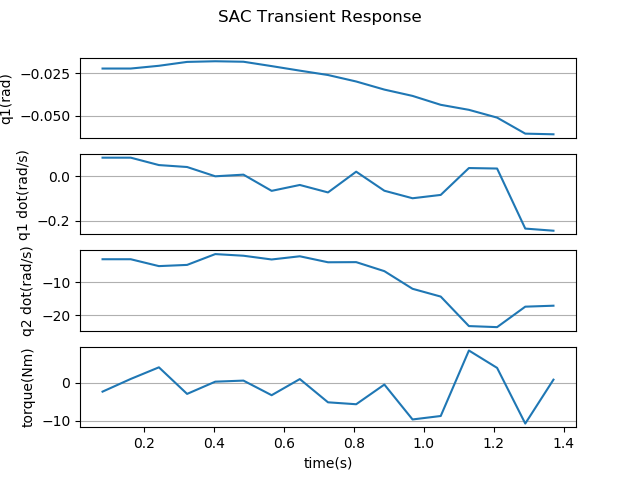 SAC Transient Response
q1(rad)
−0.025
−0.050
q1 dot(rad/s)
0.0
−0.2
q2 dot(rad/s)
−10
−20
torque(Nm)
0
−10
0.2 0.4 0.6 0.8 1.0 1.2 1.4
time(s)